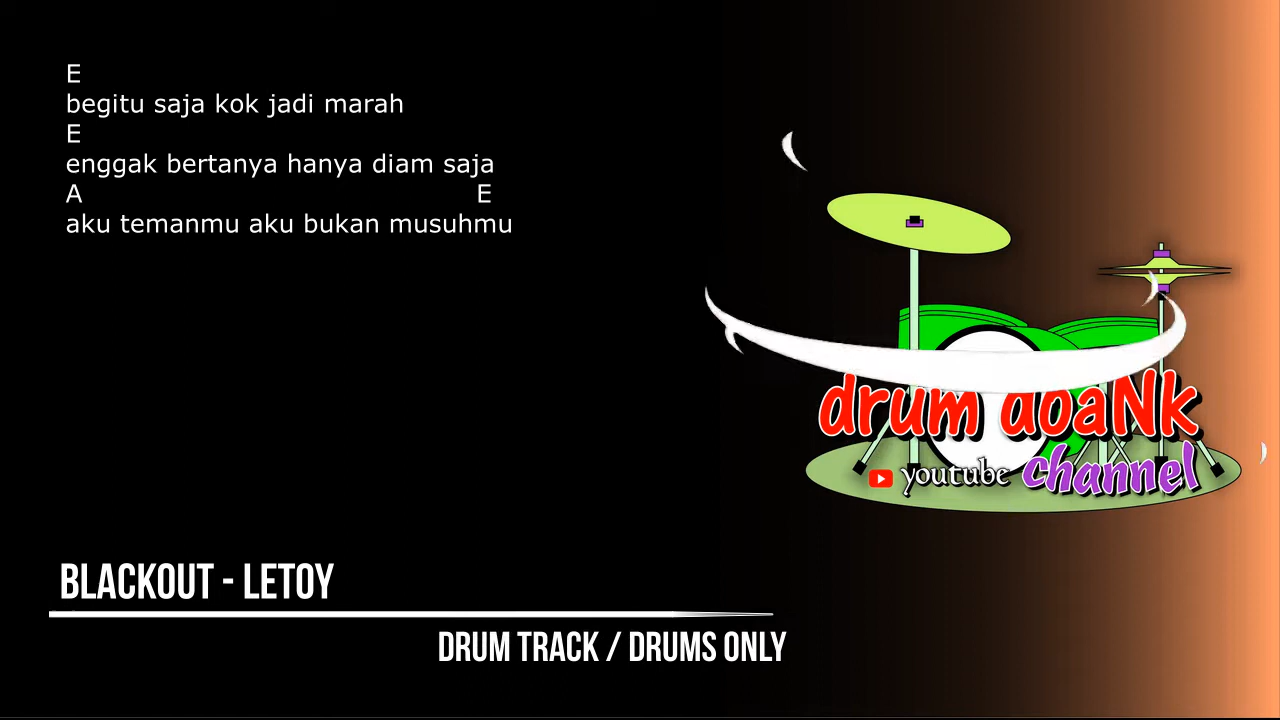 E
begitu saja kok jadi marah
E
enggak bertanya hanya diam saja
A E
aku temanmu aku bukan musuhmu
drum doaNk
youtube channel
BLACKOUT - LETOY
DRUM TRACK / DRUMS ONLY